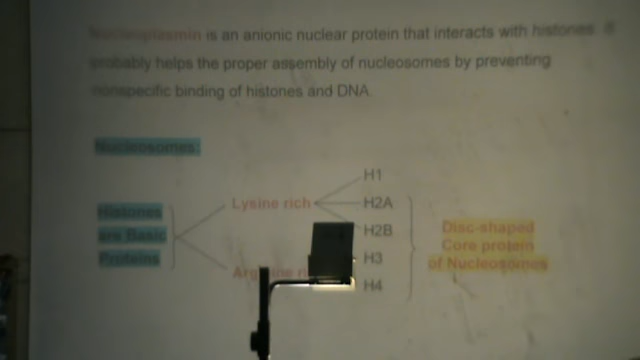 Nucleoplasmin is an anionic nuclear protein that interacts with histones. It
probably helps the proper assembly of nucleosomes by preventing
nonspecific binding of histones and DNA.
Nucleosomes:
H1
Lysine rich H2A
Histones
are Basic
Proteins
H2B
Disc-shaped
Core protein
of Nucleosomes
H3
Arginine
H4